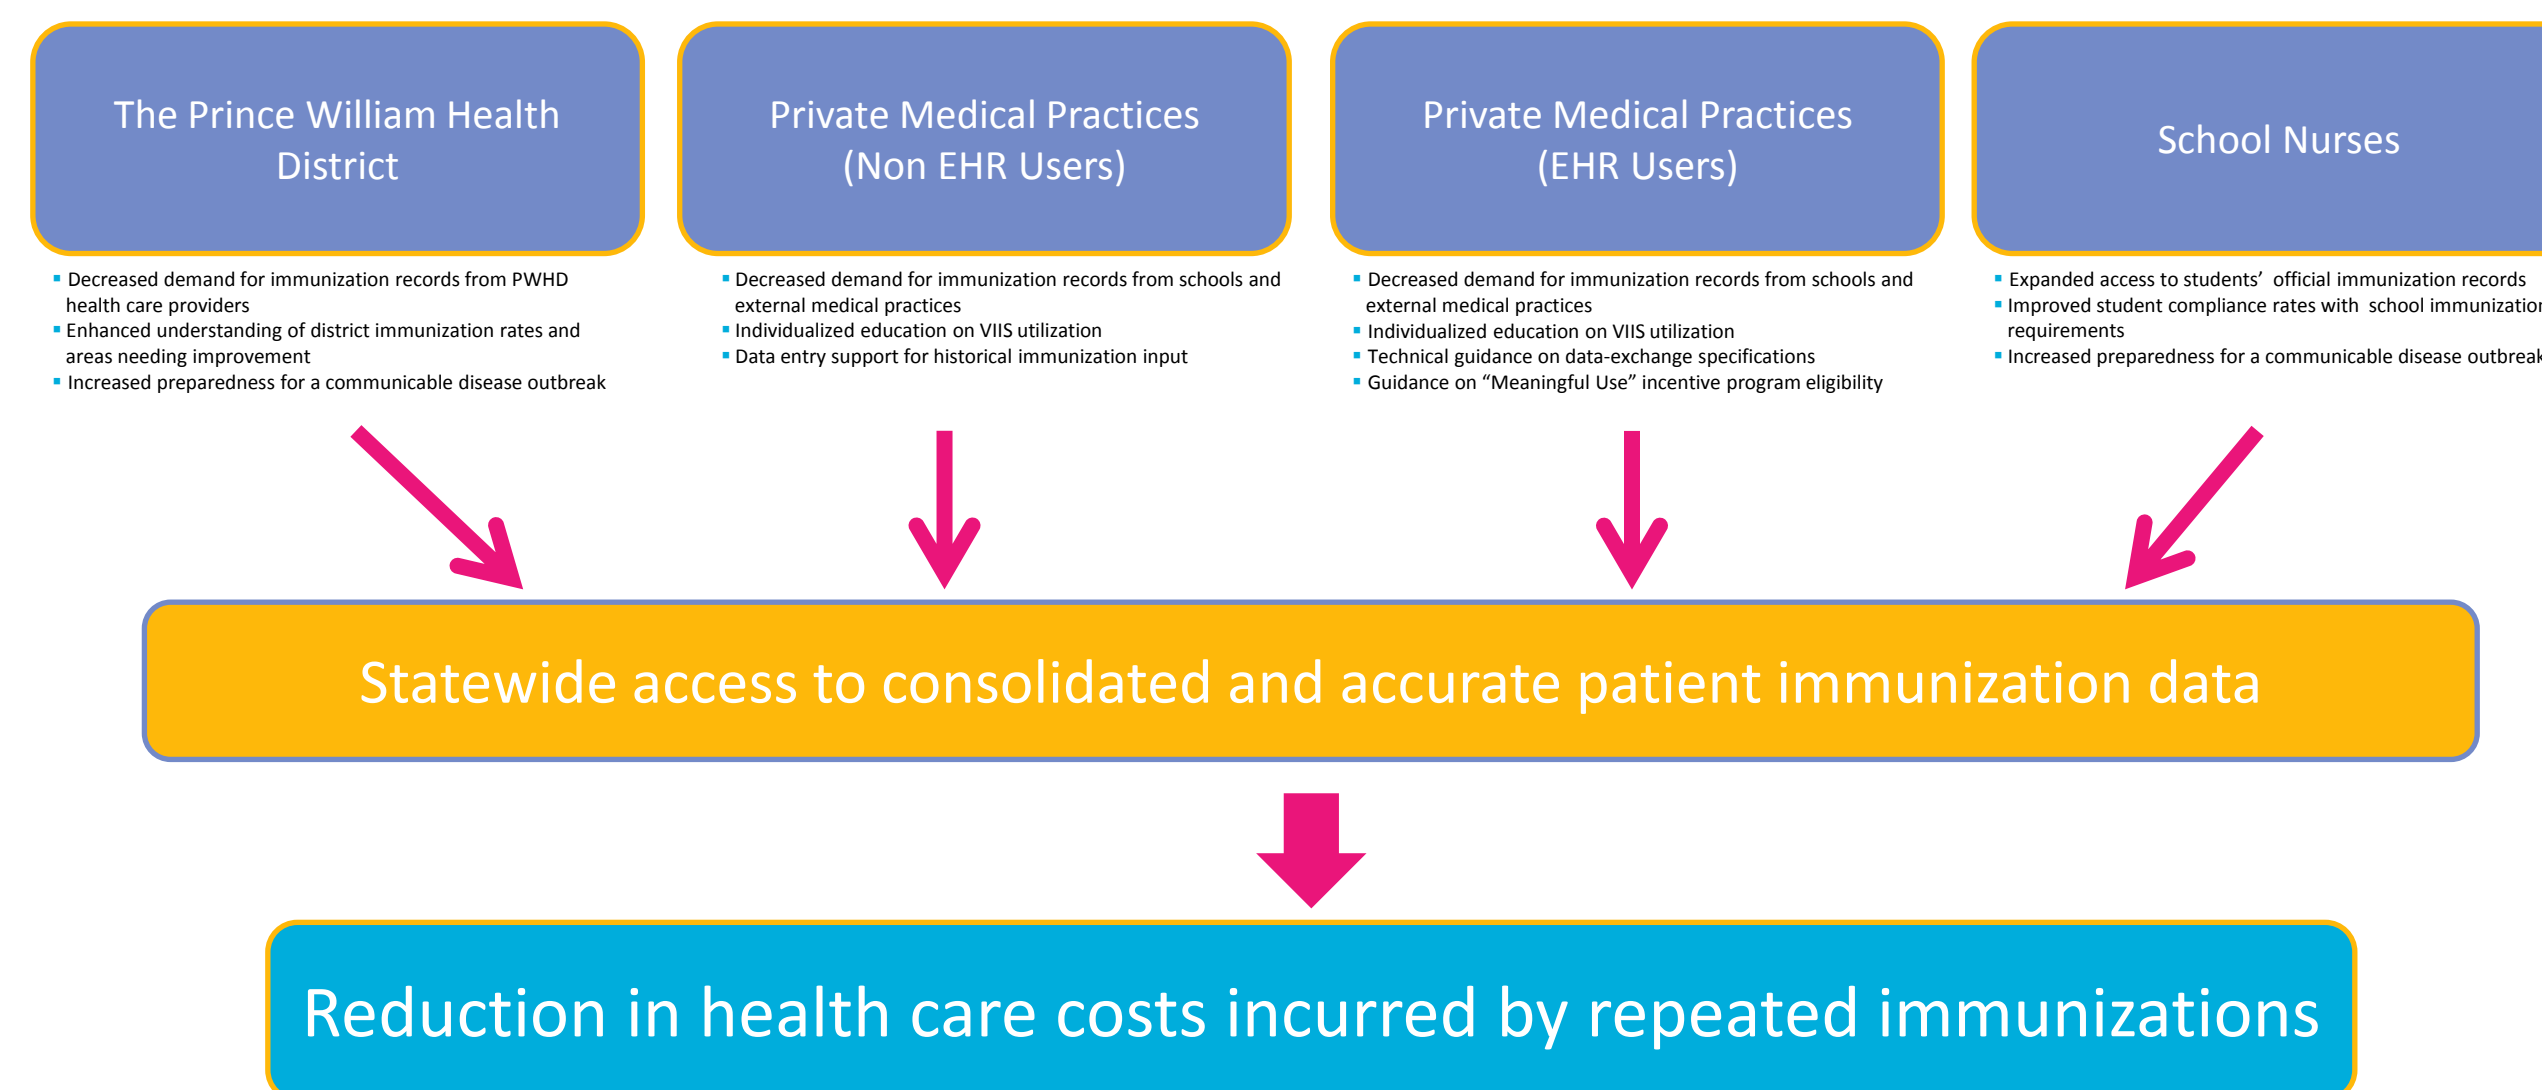 The Prince William Health
District
Private Medical Practices
(Non EHR Users)
Private Medical Practices
(EHR Users)
School Nurses
▪ Decreased demand for immunization records from PWHD
health care providers
▪ Enhanced understanding of district immunization rates and
areas needing improvement
▪ Increased preparedness for a communicable disease outbreak
▪ Decreased demand for immunization records from schools and
external medical practices
▪ Individualized education on VIIS utilization
▪ Data entry support for historical immunization input
▪ Decreased demand for immunization records from schools and
external medical practices
▪ Individualized education on VIIS utilization
▪ Technical guidance on data-exchange specifications
▪ Guidance on “Meaningful Use” incentive program eligibility
▪ Expanded access to students’ official immunization records
▪ Improved student compliance rates with school immunization
requirements
▪ Increased preparedness for a communicable disease outbreak
Statewide access to consolidated and accurate patient immunization data
Reduction in health care costs incurred by repeated immunizations